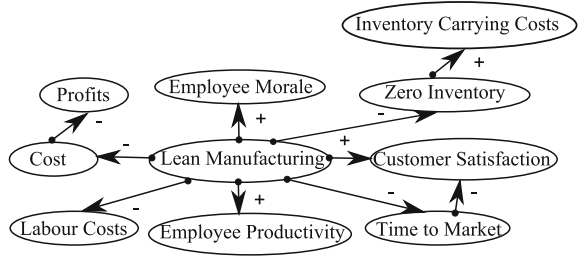 Inventory Carrying Costs
+
Profits
Employee Morale
Zero Inventory
-
+
-
-
+
Cost
Lean Manufacturing
Customer Satisfaction
-
+
-
-
Labour Costs
Employee Productivity
Time to Market